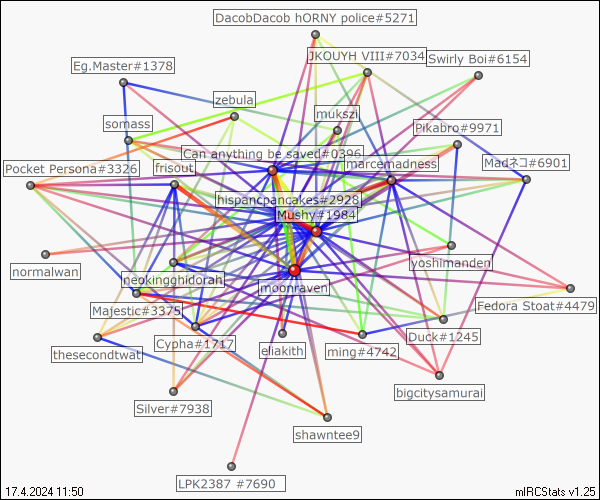 DacobDacob hORNY police#5271
JKOUYH VIII#7034
Swirly Boi#6154
Eg.Master#1378
zebula
mukszi
somass
Pikabro#9971
Can anything be saved#0396
marcemadness
Madネコ#6901
Pocket Persona#3326
frisout
hispancpancakes#2928
Mushy#1984
yoshimanden
normalwan
neokingghidorah
moonraven
Majestic#3375
Fedora Stoat#4479
Duck#1245
Cypha#1717
eliakith
ming#4742
thesecondtwat
bigcitysamurai
Silver#7938
shawntee9
LPK2387 #7690
17.4.2024 11:50
mIRCStats v1.25